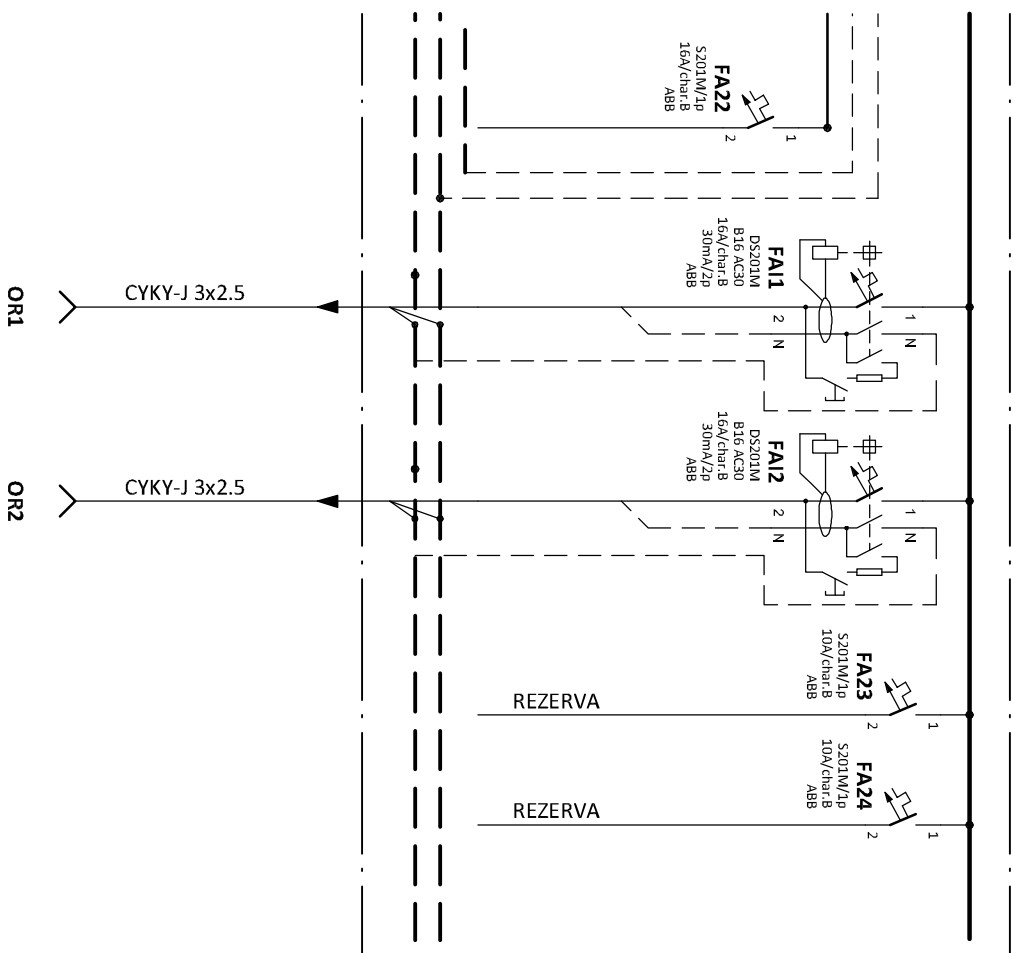 FA22
S201M/1p
16A/char.B
ABB
1
2
FAI1
DS201M
B16 AC30
16A/char.B
30mA/2p
ABB
1
N
2
N
CYKY-J 3x2.5
OR1
FAI2
DS201M
B16 AC30
16A/char.B
30mA/2p
ABB
1
N
2
N
CYKY-J 3x2.5
OR2
FA23
S201M/1p
10A/char.B
ABB
1
2
REZERVA
FA24
S201M/1p
10A/char.B
ABB
1
2
REZERVA